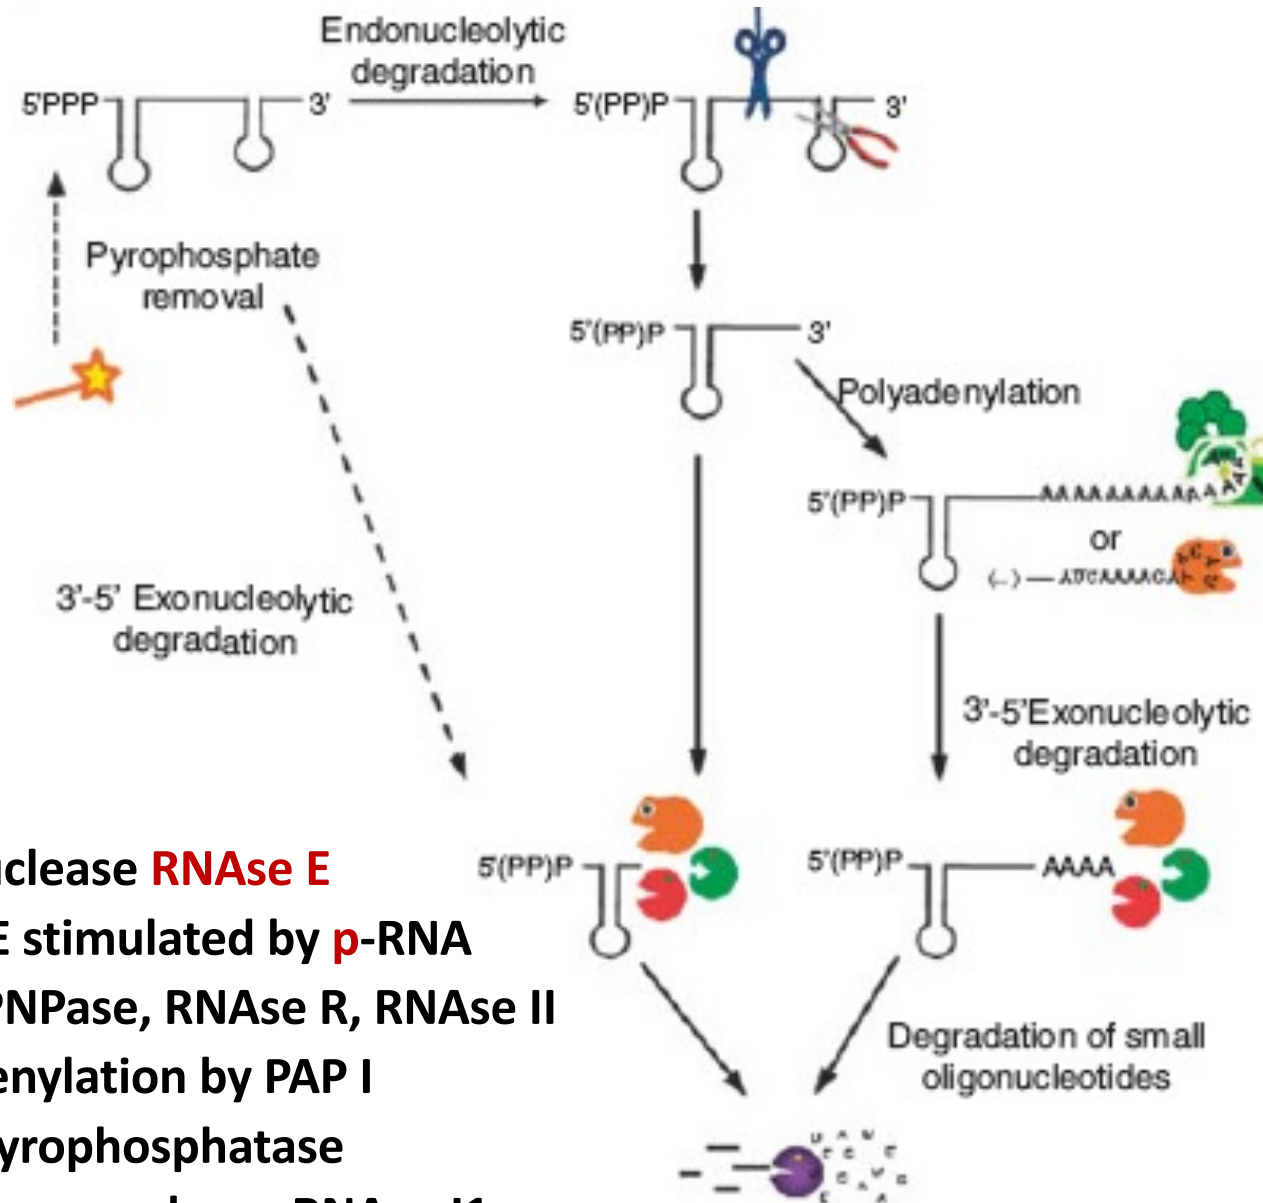 Endonucleolytic
degradation
5'PPP
3'
5'(PP)P
3'
Pyrophosphate
removal
5'(PP)P
3'
Polyadenylation
5'(PP)P
AAAAAAAAAA
or
3'-5' Exonucleolytic
degradation
3'-5'Exonucleolytic
degradation
5'(PP)P
5'(PP)P
AAAA
uclease RNAse E
E stimulated by p-RNA
PNPase, RNAse R, RNAse II
enylation by PAP I
yrophosphatase
Degradation of small
oligonucleotides